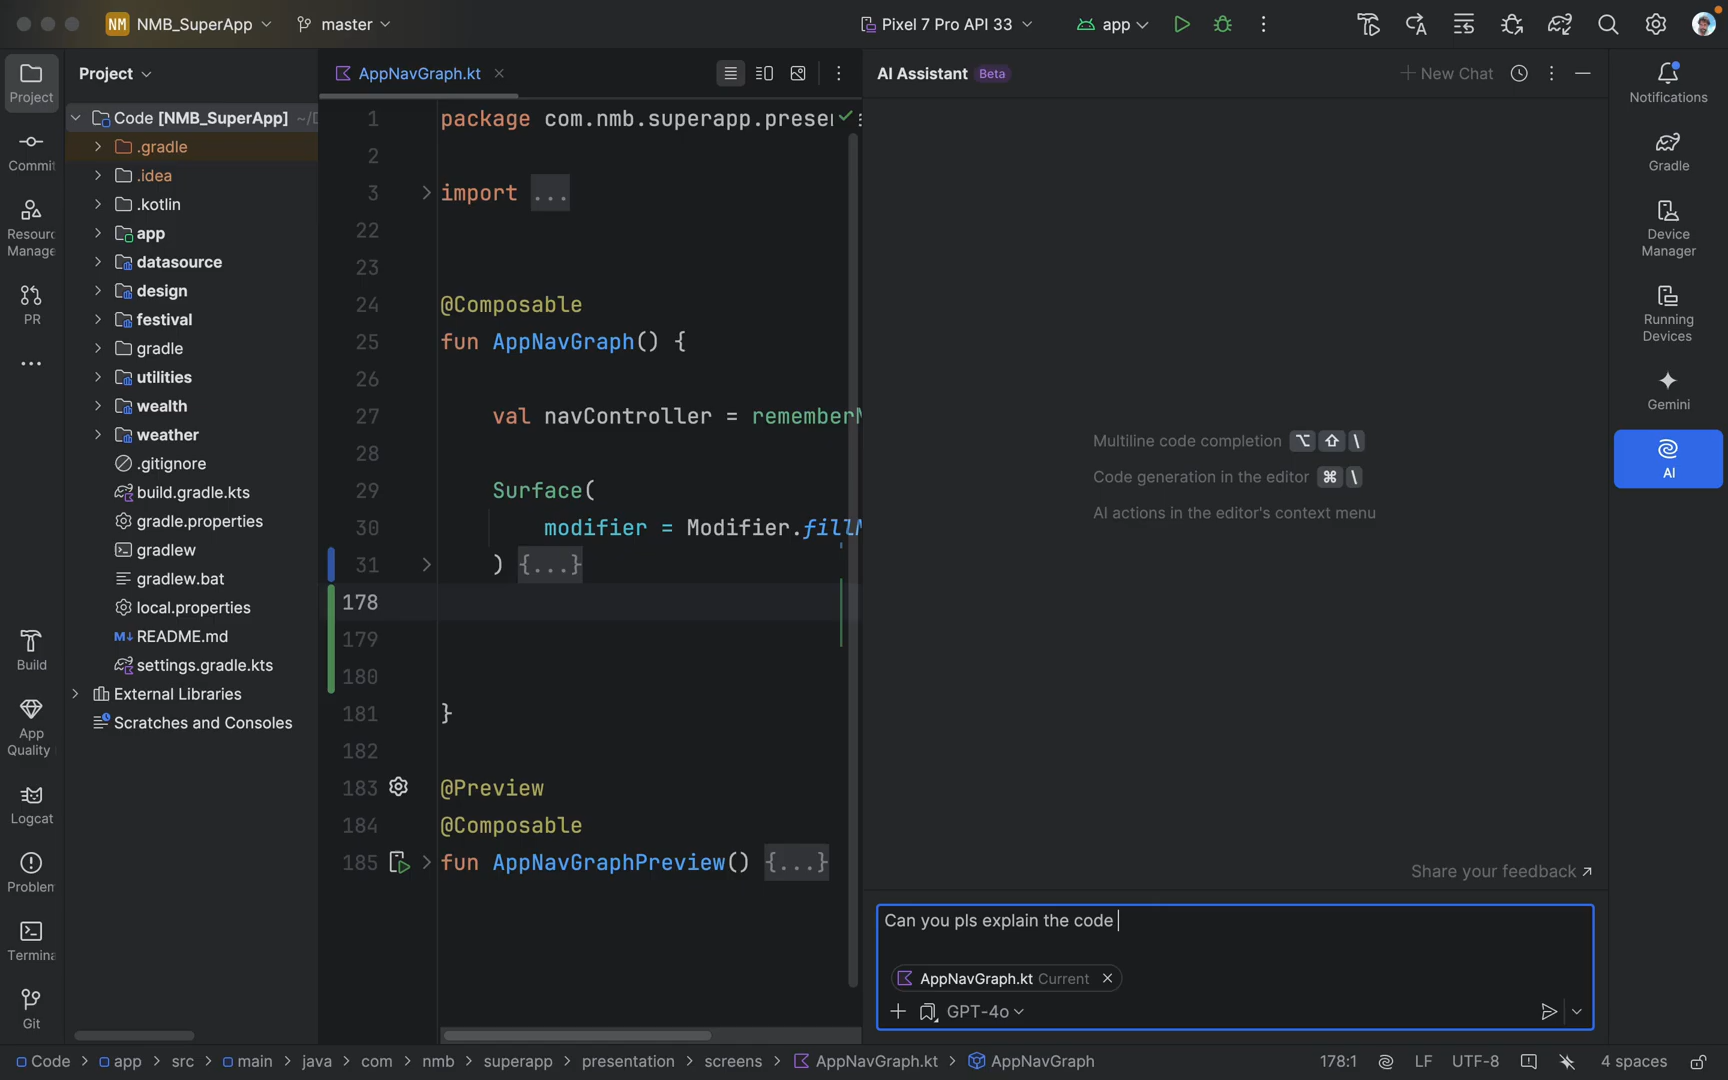 NM NMB_SuperApp master Pixel 7 Pro API 33 app
Project
Commit
Resource
Manage
PR
Build
App
Quality
Logcat
Problem
Termina
Git
Project
Code [NMB_SuperApp]
.gradle
.idea
.kotlin
app
datasource
design
festival
gradle
utilities
wealth
weather
.gitignore
build.gradle.kts
gradle.properties
gradlew
gradlew.bat
local.properties
M↓ README.md
settings.gradle.kts
External Libraries
Scratches and Consoles
AppNavGraph.kt
1 package com.nmb.superapp.prese
2
3 import ...
22
23
24 @Composable
25 fun AppNavGraph() {
26
27 val navController = remember
28
29 Surface(
30 modifier = Modifier.fill
31 ) {...}
178
179
180
181 }
182
183 @Preview
184 @Composable
185 fun AppNavGraphPreview() {...}
AI Assistant Beta
New Chat
Multiline code completion ⌥ ⇧ \
Code generation in the editor ⌘ \
AI actions in the editor's context menu
Share your feedback ↗
Can you pls explain the code
AppNavGraph.kt Current
GPT-4o
Notifications
Gradle
Device
Manager
Running
Devices
Gemini
AI
Code > app > src > main > java > com > nmb > superapp > presentation > screens > AppNavGraph.kt > AppNavGraph
178:1 LF UTF-8 4 spaces